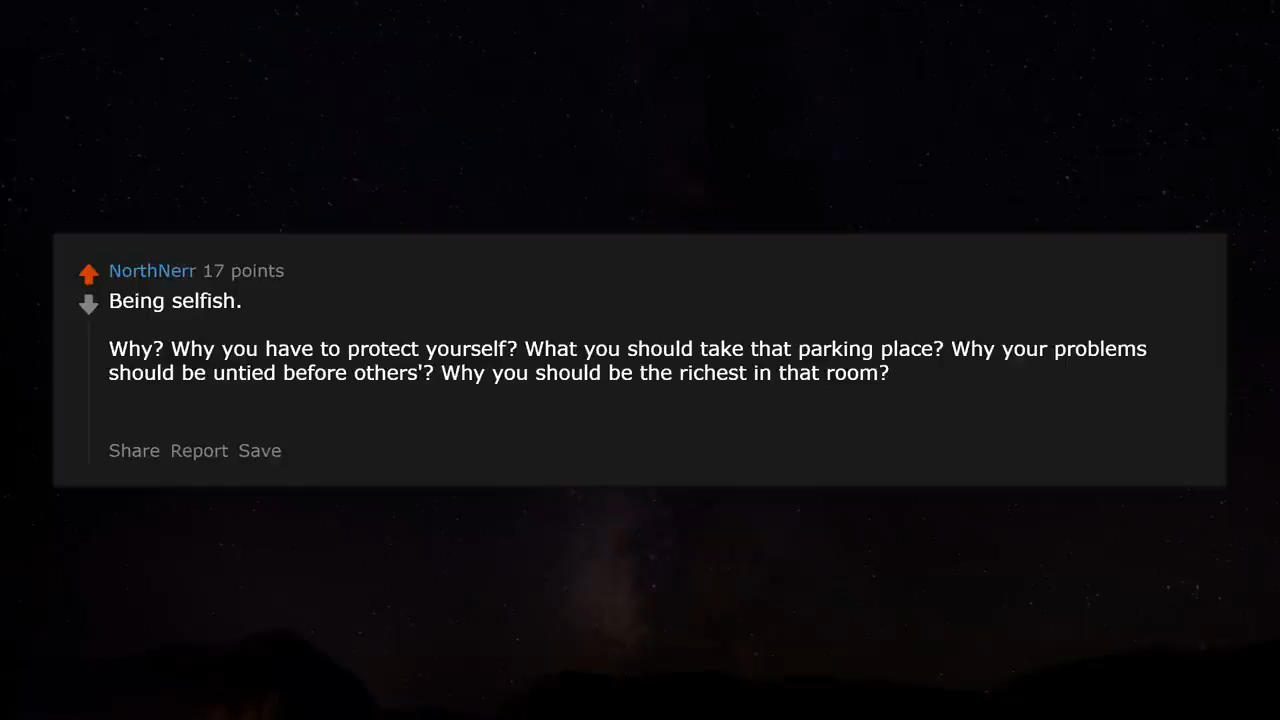 NorthNerr 17 points
Being selfish.
Why? Why you have to protect yourself? What you should take that parking place? Why your problems
should be untied before others'? Why you should be the richest in that room?
Share Report Save